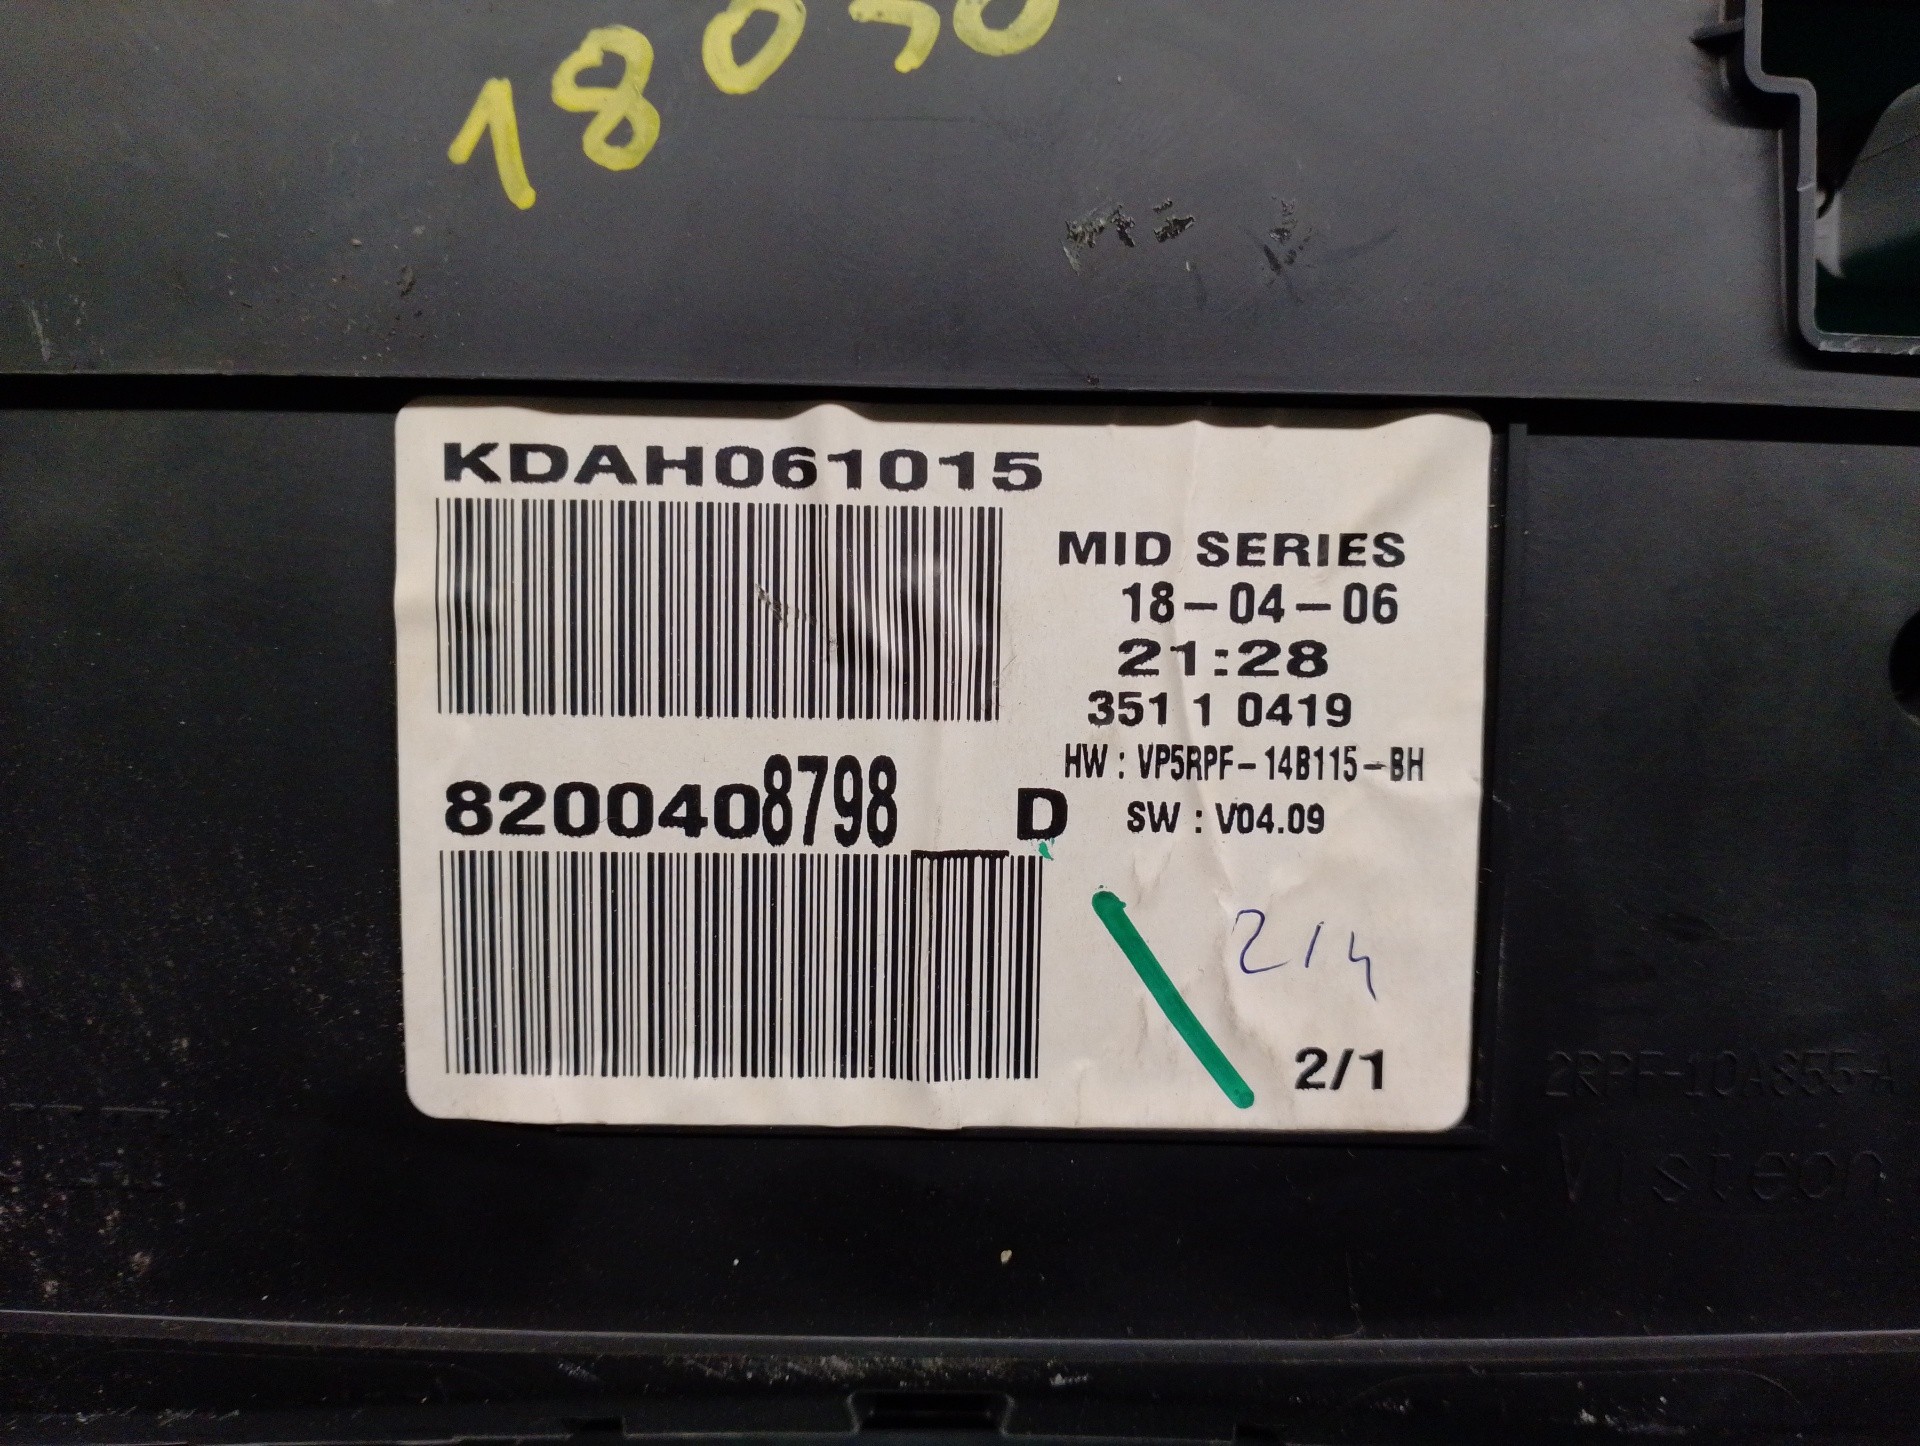 KDAH061015
MID SERIES
18-04-06
21:28
351 1 0419
HW : VP5RPF-14B115-BH
8200408798 D
SW : V04.09
2/4
2/1
2RPF-10A855-A
Visteon